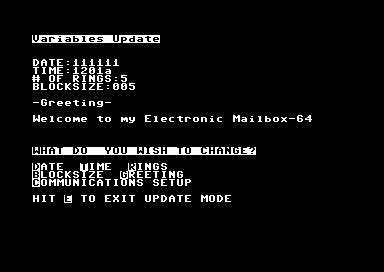 Variables Update
DATE:111111
TIME:1201a
# OF RINGS:5
BLOCKSIZE:005
-Greeting-
Welcome to my Electronic Mailbox-64
WHAT DO  YOU WISH TO CHANGE?
DATE  TIME  RINGS
BLOCKSIZE  GREETING
COMMUNICATIONS SETUP
HIT E TO EXIT UPDATE MODE